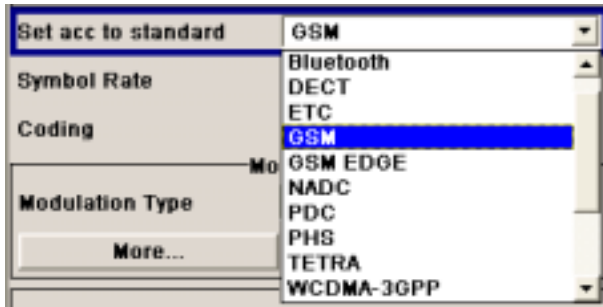 Set acc to standard GSM
Bluetooth
Symbol Rate
DECT
ETC
Coding
GSM
Mo
GSM EDGE
NADC
Modulation Type
PDC
PHS
More...
TETRA
WCDMA-3GPP